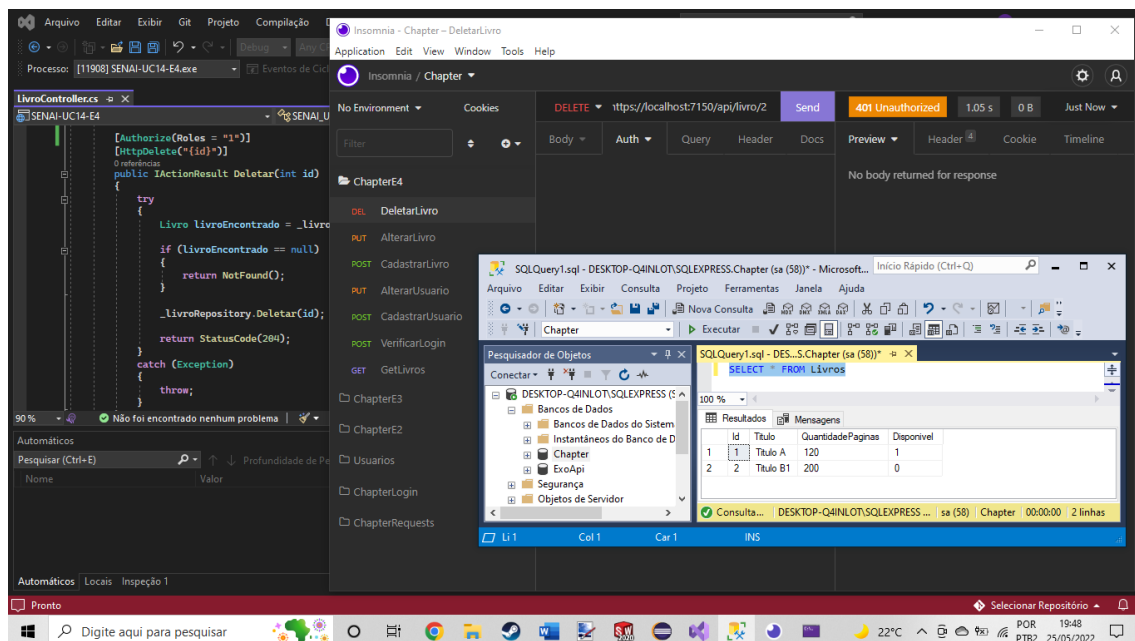 Arquivo Editar Exibir Git Projeto Compilação
Debug Any C
Processo: [11908] SENAI-UC14-E4.exe Eventos de Cicl
LivroController.cs
SENAI-UC14-E4 SENAI_U
[Authorize(Roles = "1")]
[HttpDelete("{id}")]
0 referências
public IActionResult Deletar(int id)
{
try
{
Livro livroEncontrado = _livro
if (livroEncontrado == null)
{
return NotFound();
}
_livroRepository.Deletar(id);
return StatusCode(204);
}
catch (Exception)
{
throw;
}
90 % Não foi encontrado nenhum problema
Automáticos
Pesquisar (Ctrl+E) Profundidade de Pe
Nome Valor
Automáticos Locais Inspeção 1
Pronto Selecionar Repositório
Insomnia - Chapter – DeletarLivro
Application Edit View Window Tools Help
Insomnia / Chapter
No Environment Cookies
Filter
ChapterE4
DEL DeletarLivro
PUT AlterarLivro
POST CadastrarLivro
PUT AlterarUsuario
POST CadastrarUsuario
POST VerificarLogin
GET GetLivros
ChapterE3
ChapterE2
Usuarios
ChapterLogin
ChapterRequests
DELETE https://localhost:7150/api/livro/2 Send
Body Auth Query Header Docs
401 Unauthorized 1.05 s 0 B Just Now
Preview Header 4 Cookie Timeline
No body returned for response
SQLQuery1.sql - DESKTOP-Q4INLOT\SQLEXPRESS.Chapter (sa (58))* - Microsoft... Início Rápido (Ctrl+Q)
Arquivo Editar Exibir Consulta Projeto Ferramentas Janela Ajuda
Nova Consulta
Chapter Executar
Pesquisador de Objetos
Conectar
DESKTOP-Q4INLOT\SQLEXPRESS (S
Bancos de Dados
Bancos de Dados do Sistem
Instantâneos do Banco de D
Chapter
ExoApi
Segurança
Objetos de Servidor
SQLQuery1.sql - DES...S.Chapter (sa (58))*
SELECT * FROM Livros
100 %
Resultados Mensagens
Id Titulo QuantidadePaginas Disponivel
1 1 Titulo A 120 1
2 2 Titulo B1 200 0
Consulta... DESKTOP-Q4INLOT\SQLEXPRESS ... sa (58) Chapter 00:00:00 2 linhas
Li 1 Col 1 Car 1 INS
Digite aqui para pesquisar
22°C
POR
PTB2
19:48
25/05/2022